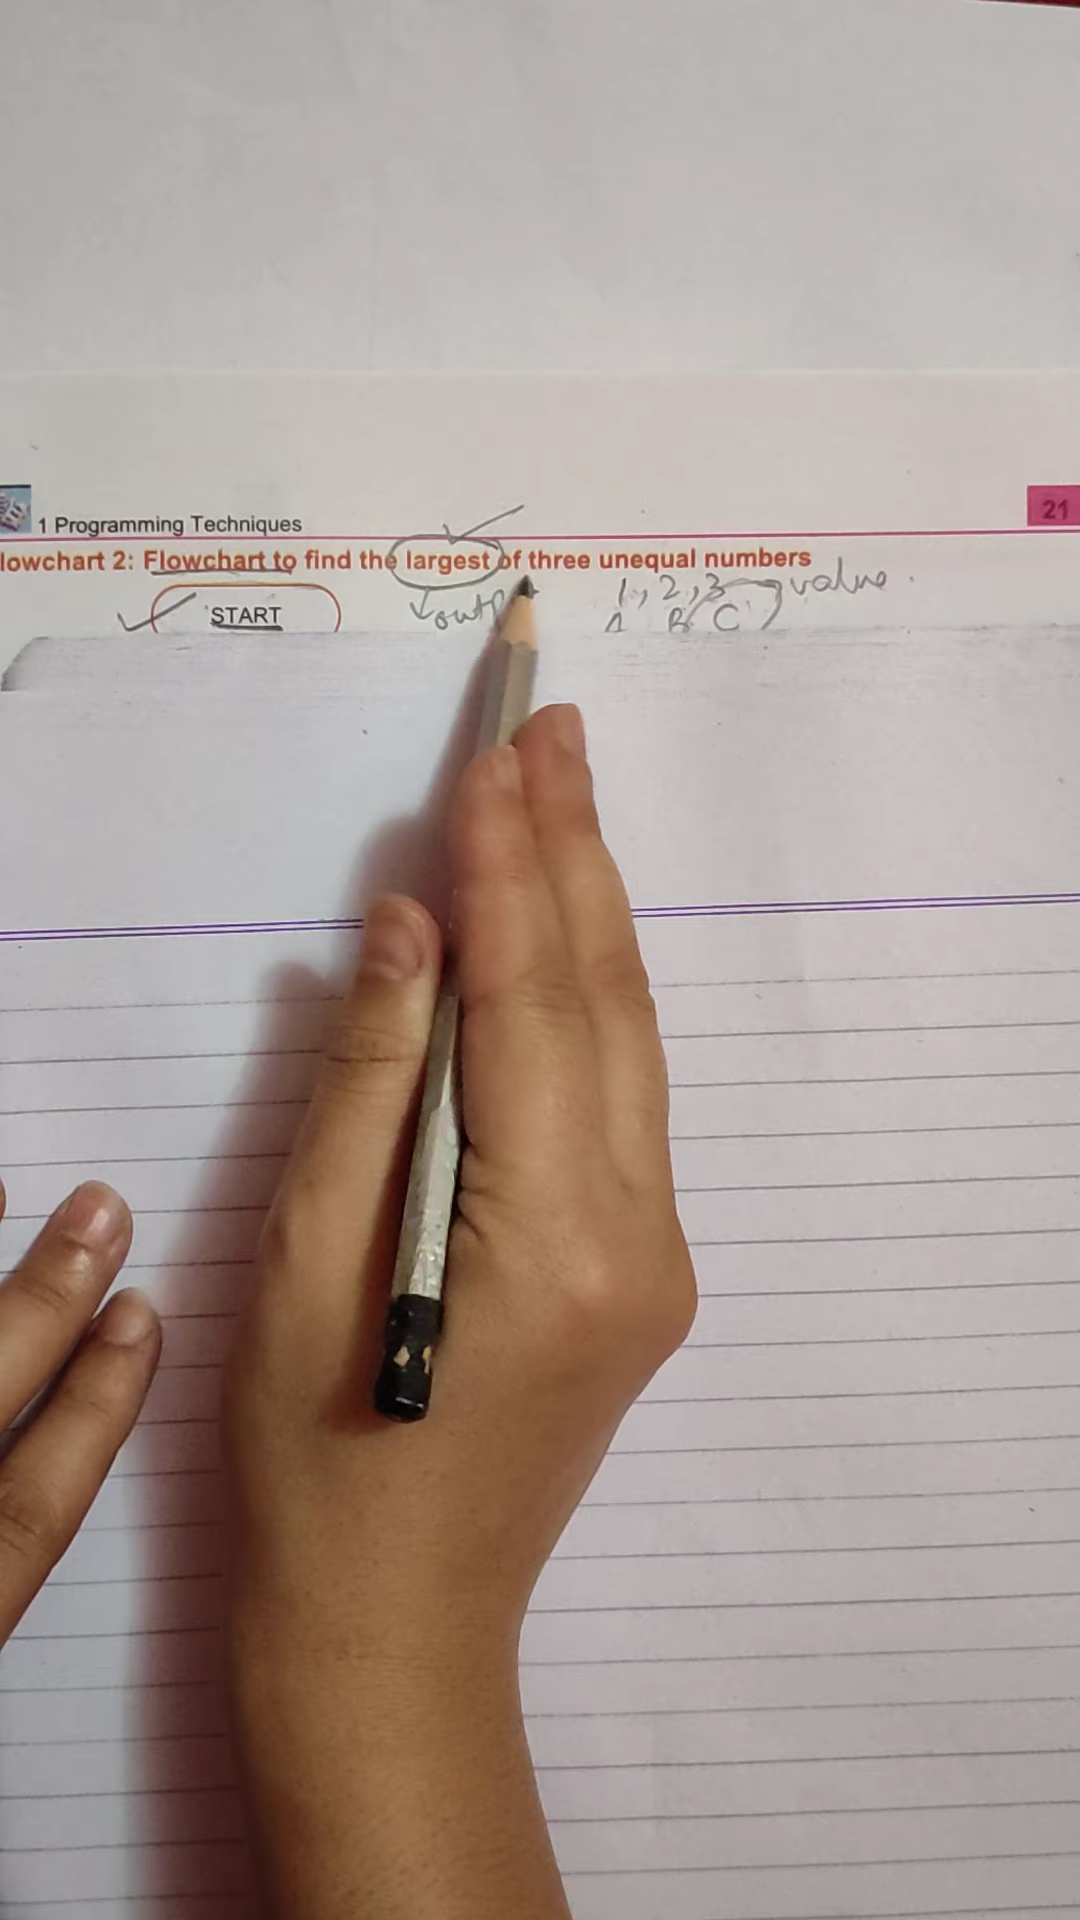 1 Programming Techniques
21
lowchart 2: Flowchart to find the largest of three unequal numbers
1, 2, 3 value.
START
A B C